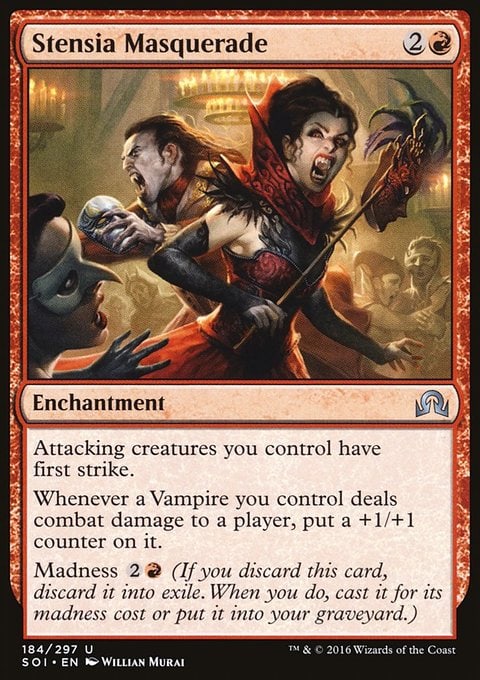 Stensia Masquerade 2
Enchantment
Attacking creatures you control have
first strike.
Whenever a Vampire you control deals
combat damage to a player, put a +1/+1
counter on it.
Madness 2 (If you discard this card,
discard it into exile. When you do, cast it for its
madness cost or put it into your graveyard.)
184/297 U
SOI • EN Willian Murai
™ & © 2016 Wizards of the Coast